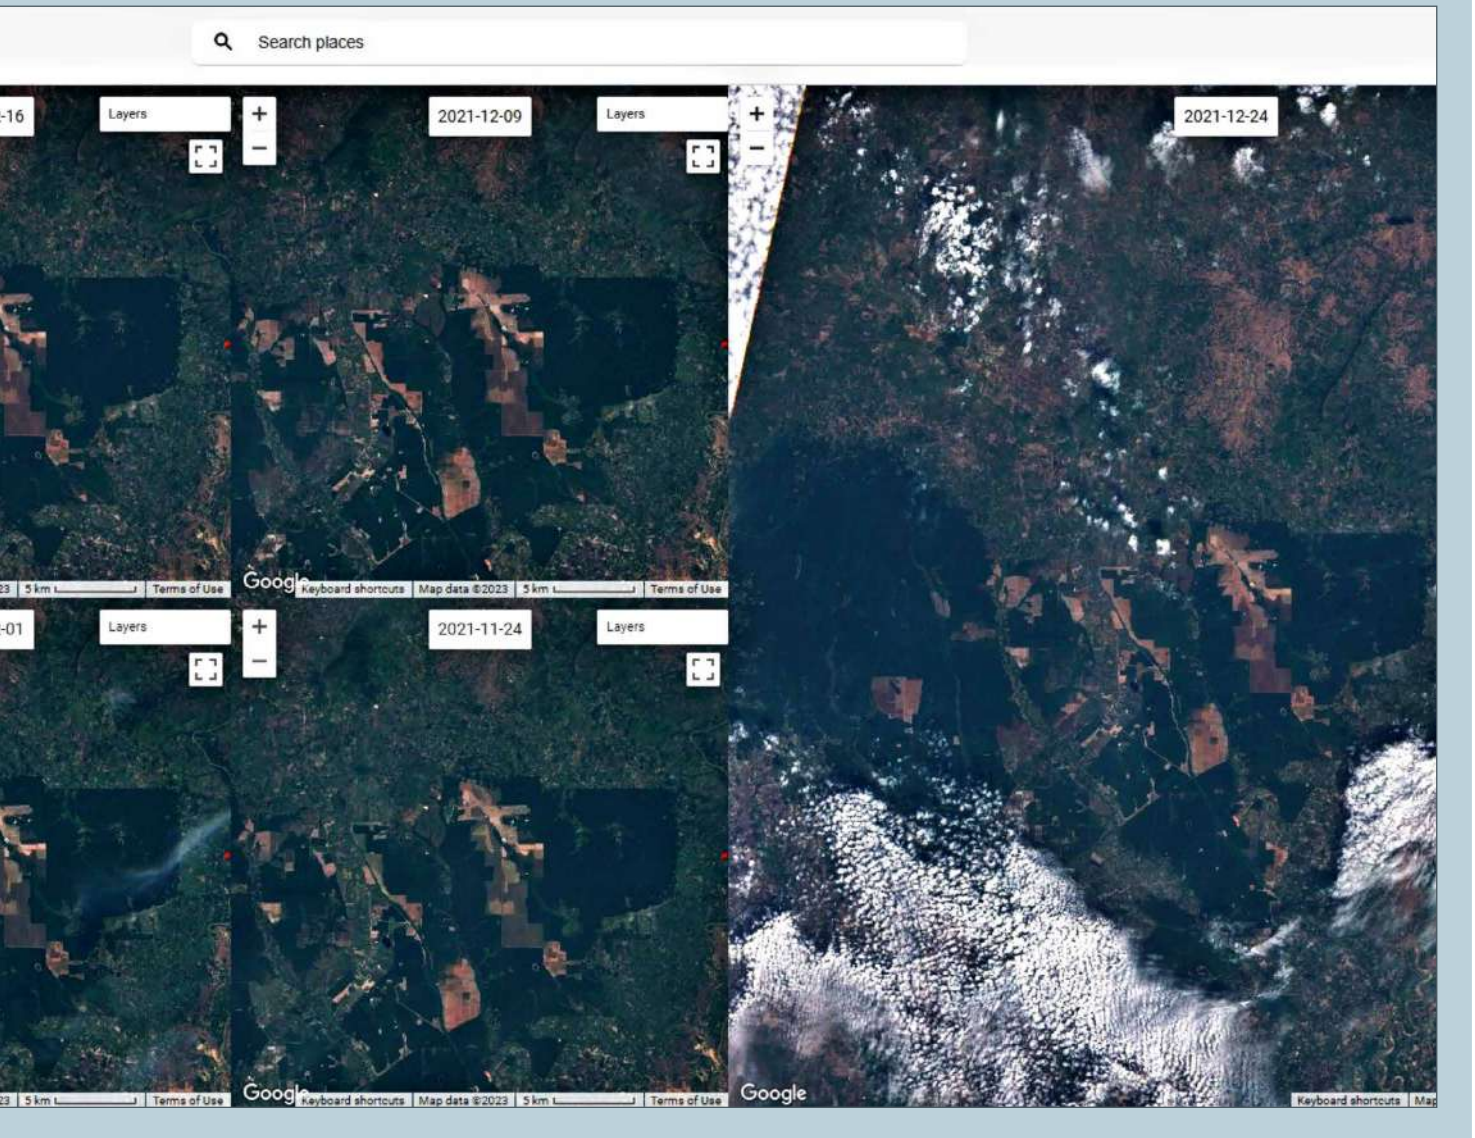 Search places
-16
Layers
+
−
2021-12-09
Layers
+
−
2021-12-24
23
5 km
Terms of Use
Google
Keyboard shortcuts
Map data ©2023
5 km
Terms of Use
-01
Layers
+
−
2021-11-24
Layers
23
5 km
Terms of Use
Google
Keyboard shortcuts
Map data ©2023
5 km
Terms of Use
Google
Keyboard shortcuts
Map